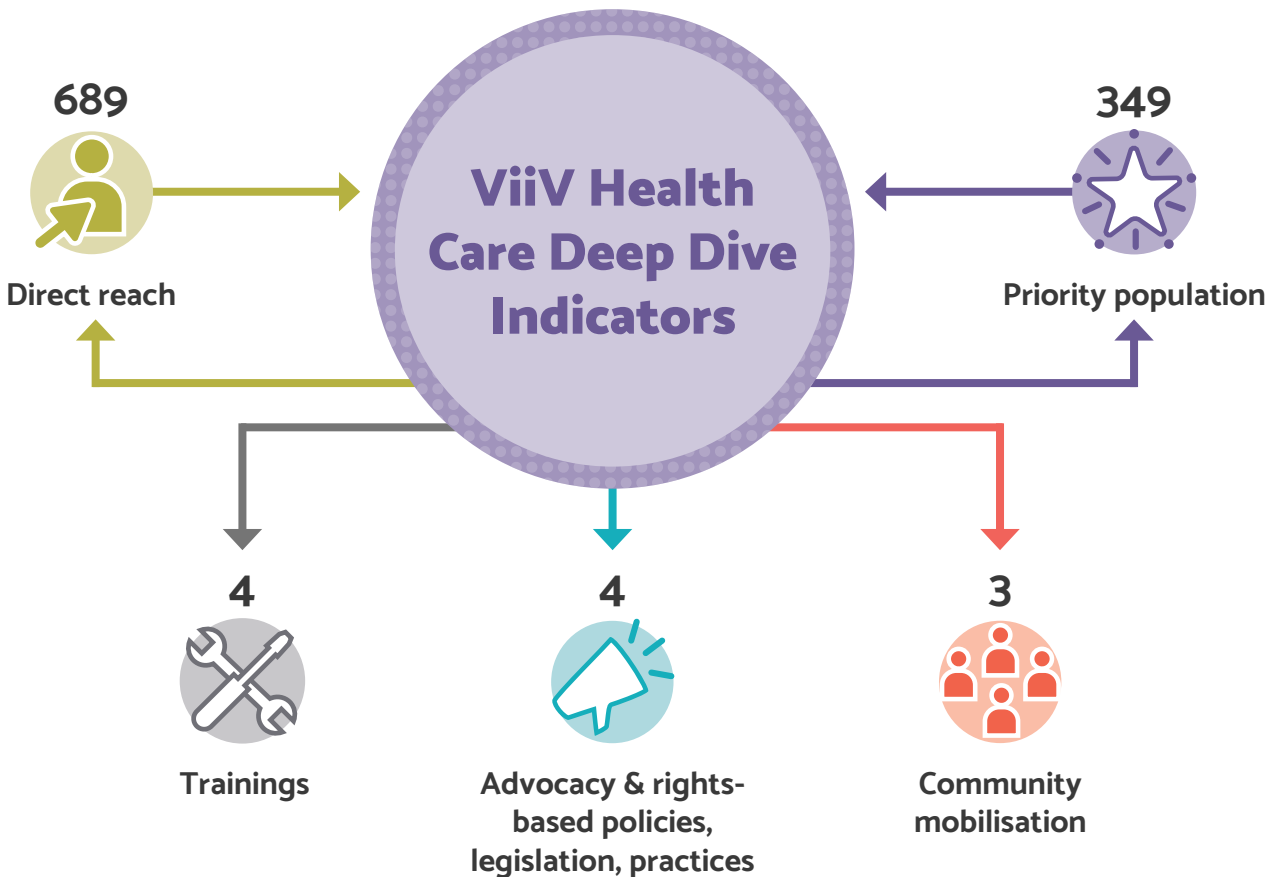 689
349
ViiV Health
Care Deep Dive
Indicators
Direct reach
Priority population
4
4
3
Trainings
Advocacy & rights-
based policies,
legislation, practices
Community
mobilisation